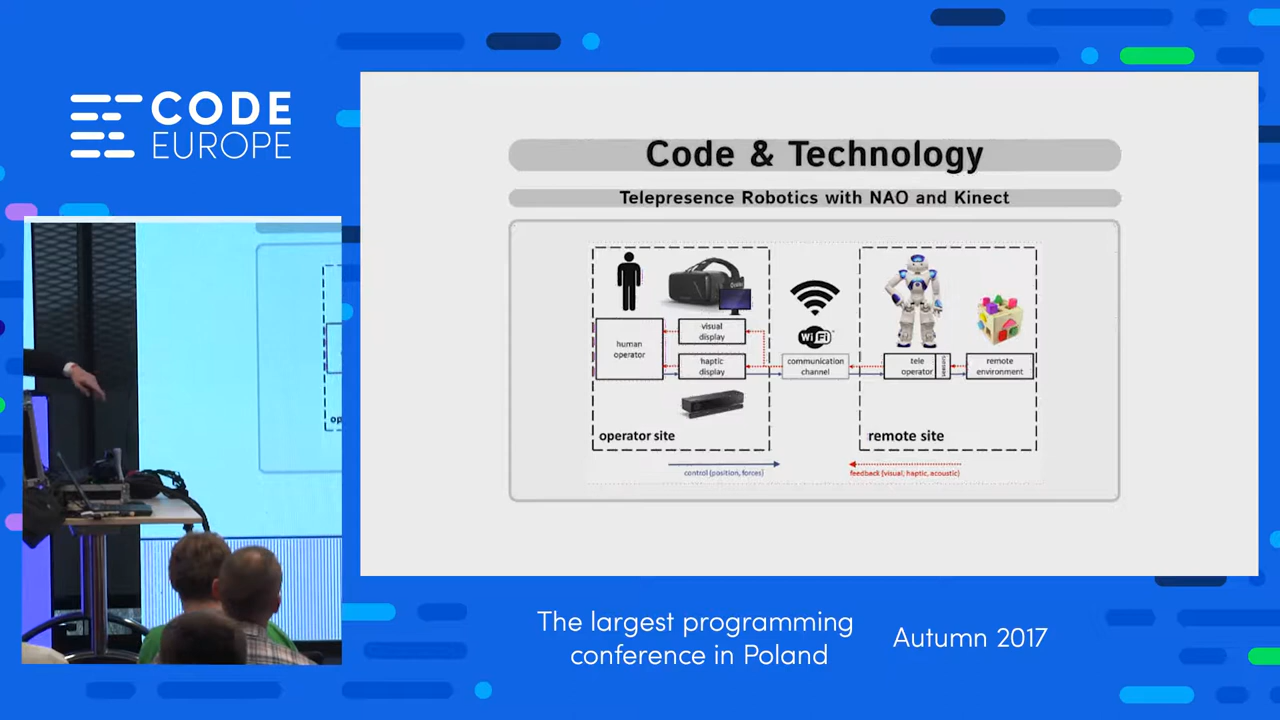 CODE
EUROPE
Code & Technology
Telepresence Robotics with NAO and Kinect
human
operator
visual
display
haptic
display
WiFi
communication
channel
tele
operator
remote
environment
operator site
remote site
control (position, forces)
feedback (visual, haptic, acoustic)
The largest programming
conference in Poland
Autumn 2017